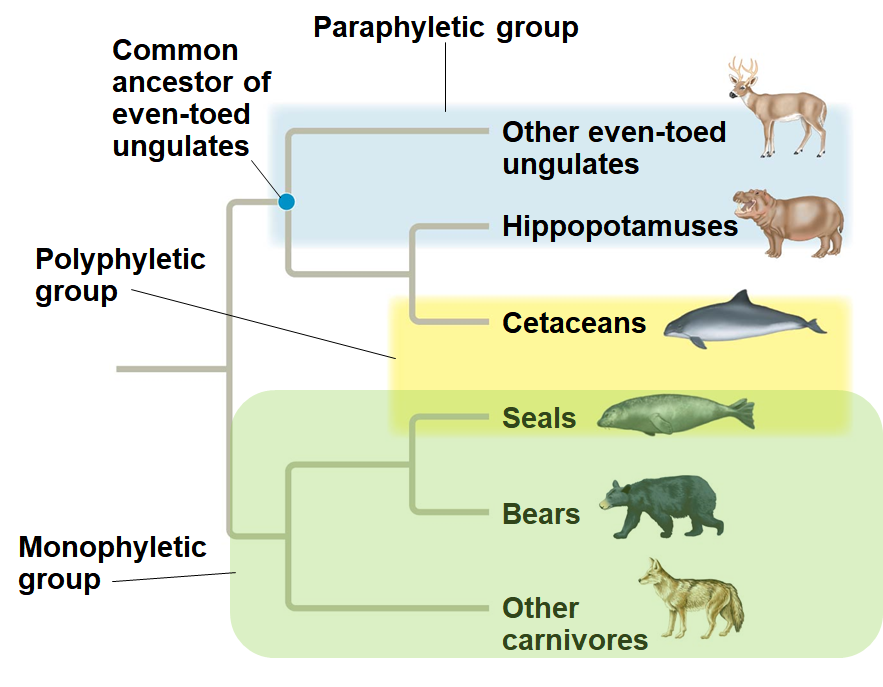 Paraphyletic group
Common
ancestor of
even-toed
ungulates
Other even-toed
ungulates
Hippopotamuses
Polyphyletic
group
Cetaceans
Seals
Bears
Monophyletic
group
Other
carnivores